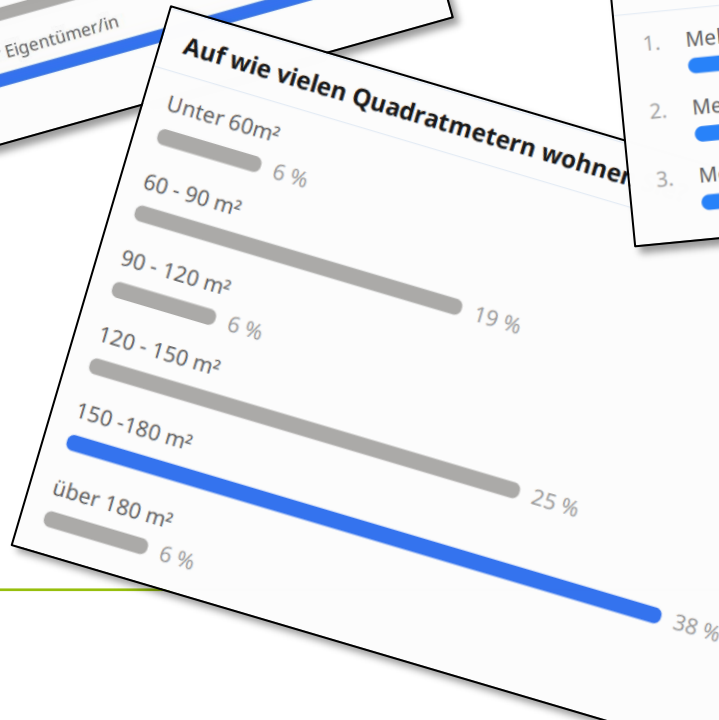 Eigentümer/in
Auf wie vielen Quadratmetern
Unter 60m²
6 %
60 - 90 m²
19 %
90 - 120 m²
6 %
120 - 150 m²
25 %
150 -180 m²
38 %
über 180 m²
6 %
1.
2.
3.